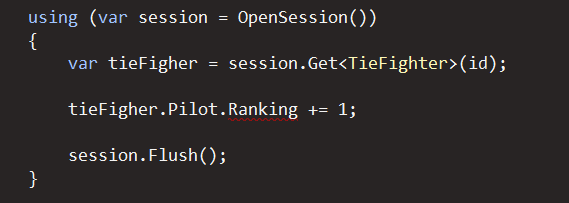 using (var session = OpenSession())
{
var tieFigher = session.Get<TieFighter>(id);
tieFigher.Pilot.Ranking += 1;
session.Flush();
}